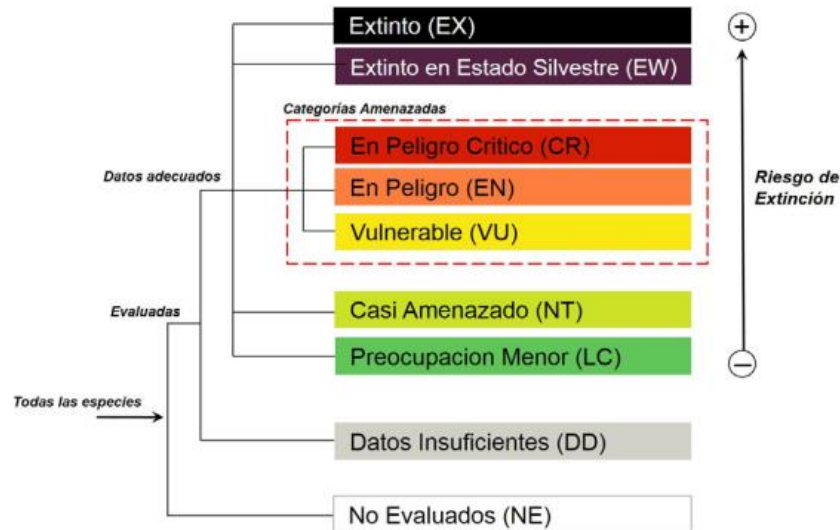 Extinto (EX)
+
Extinto en Estado Silvestre (EW)
Categorías Amenazadas
En Peligro Critico (CR)
Datos adecuados
En Peligro (EN)
Riesgo de
Extinción
Vulnerable (VU)
Evaluadas
Casi Amenazado (NT)
Preocupacion Menor (LC)
−
Todas las especies
Datos Insuficientes (DD)
No Evaluados (NE)